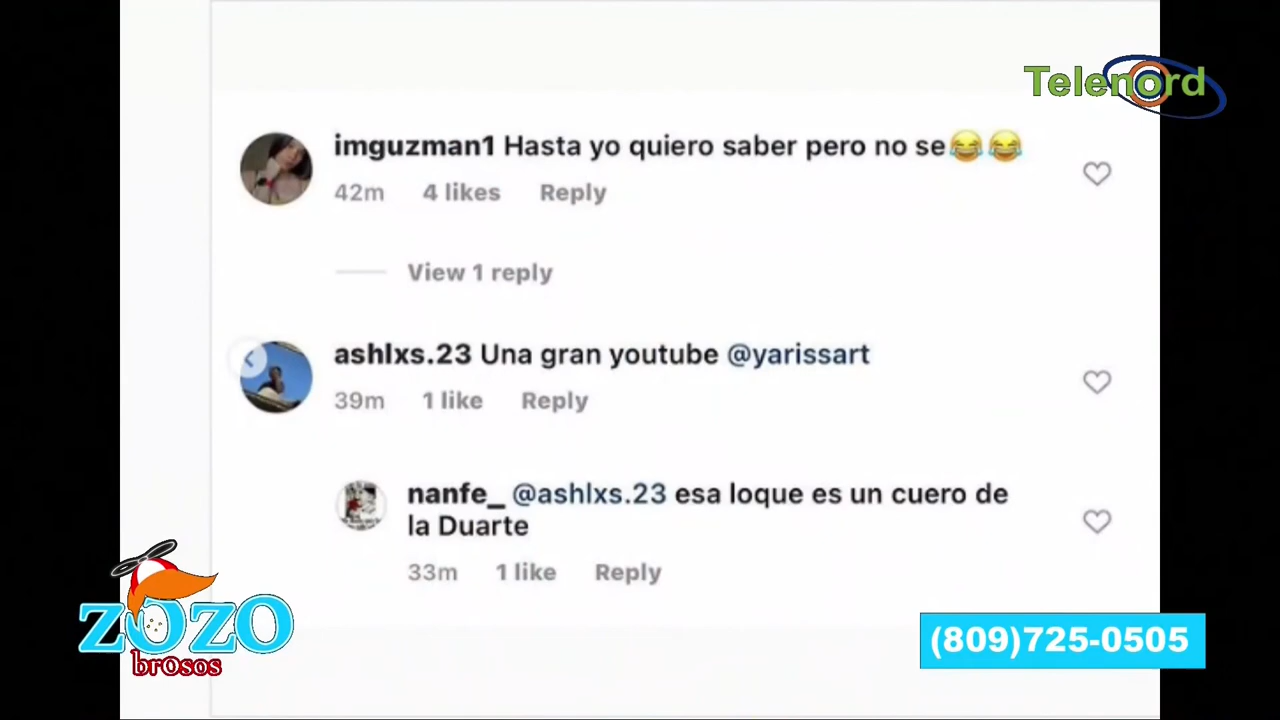 Telenord
imguzman1 Hasta yo quiero saber pero no se😂😂
42m 4 likes Reply
View 1 reply
ashlxs.23 Una gran youtube @yarissart
39m 1 like Reply
nanfe_ @ashlxs.23 esa loque es un cuero de
la Duarte
33m 1 like Reply
zozo
brosos
(809)725-0505